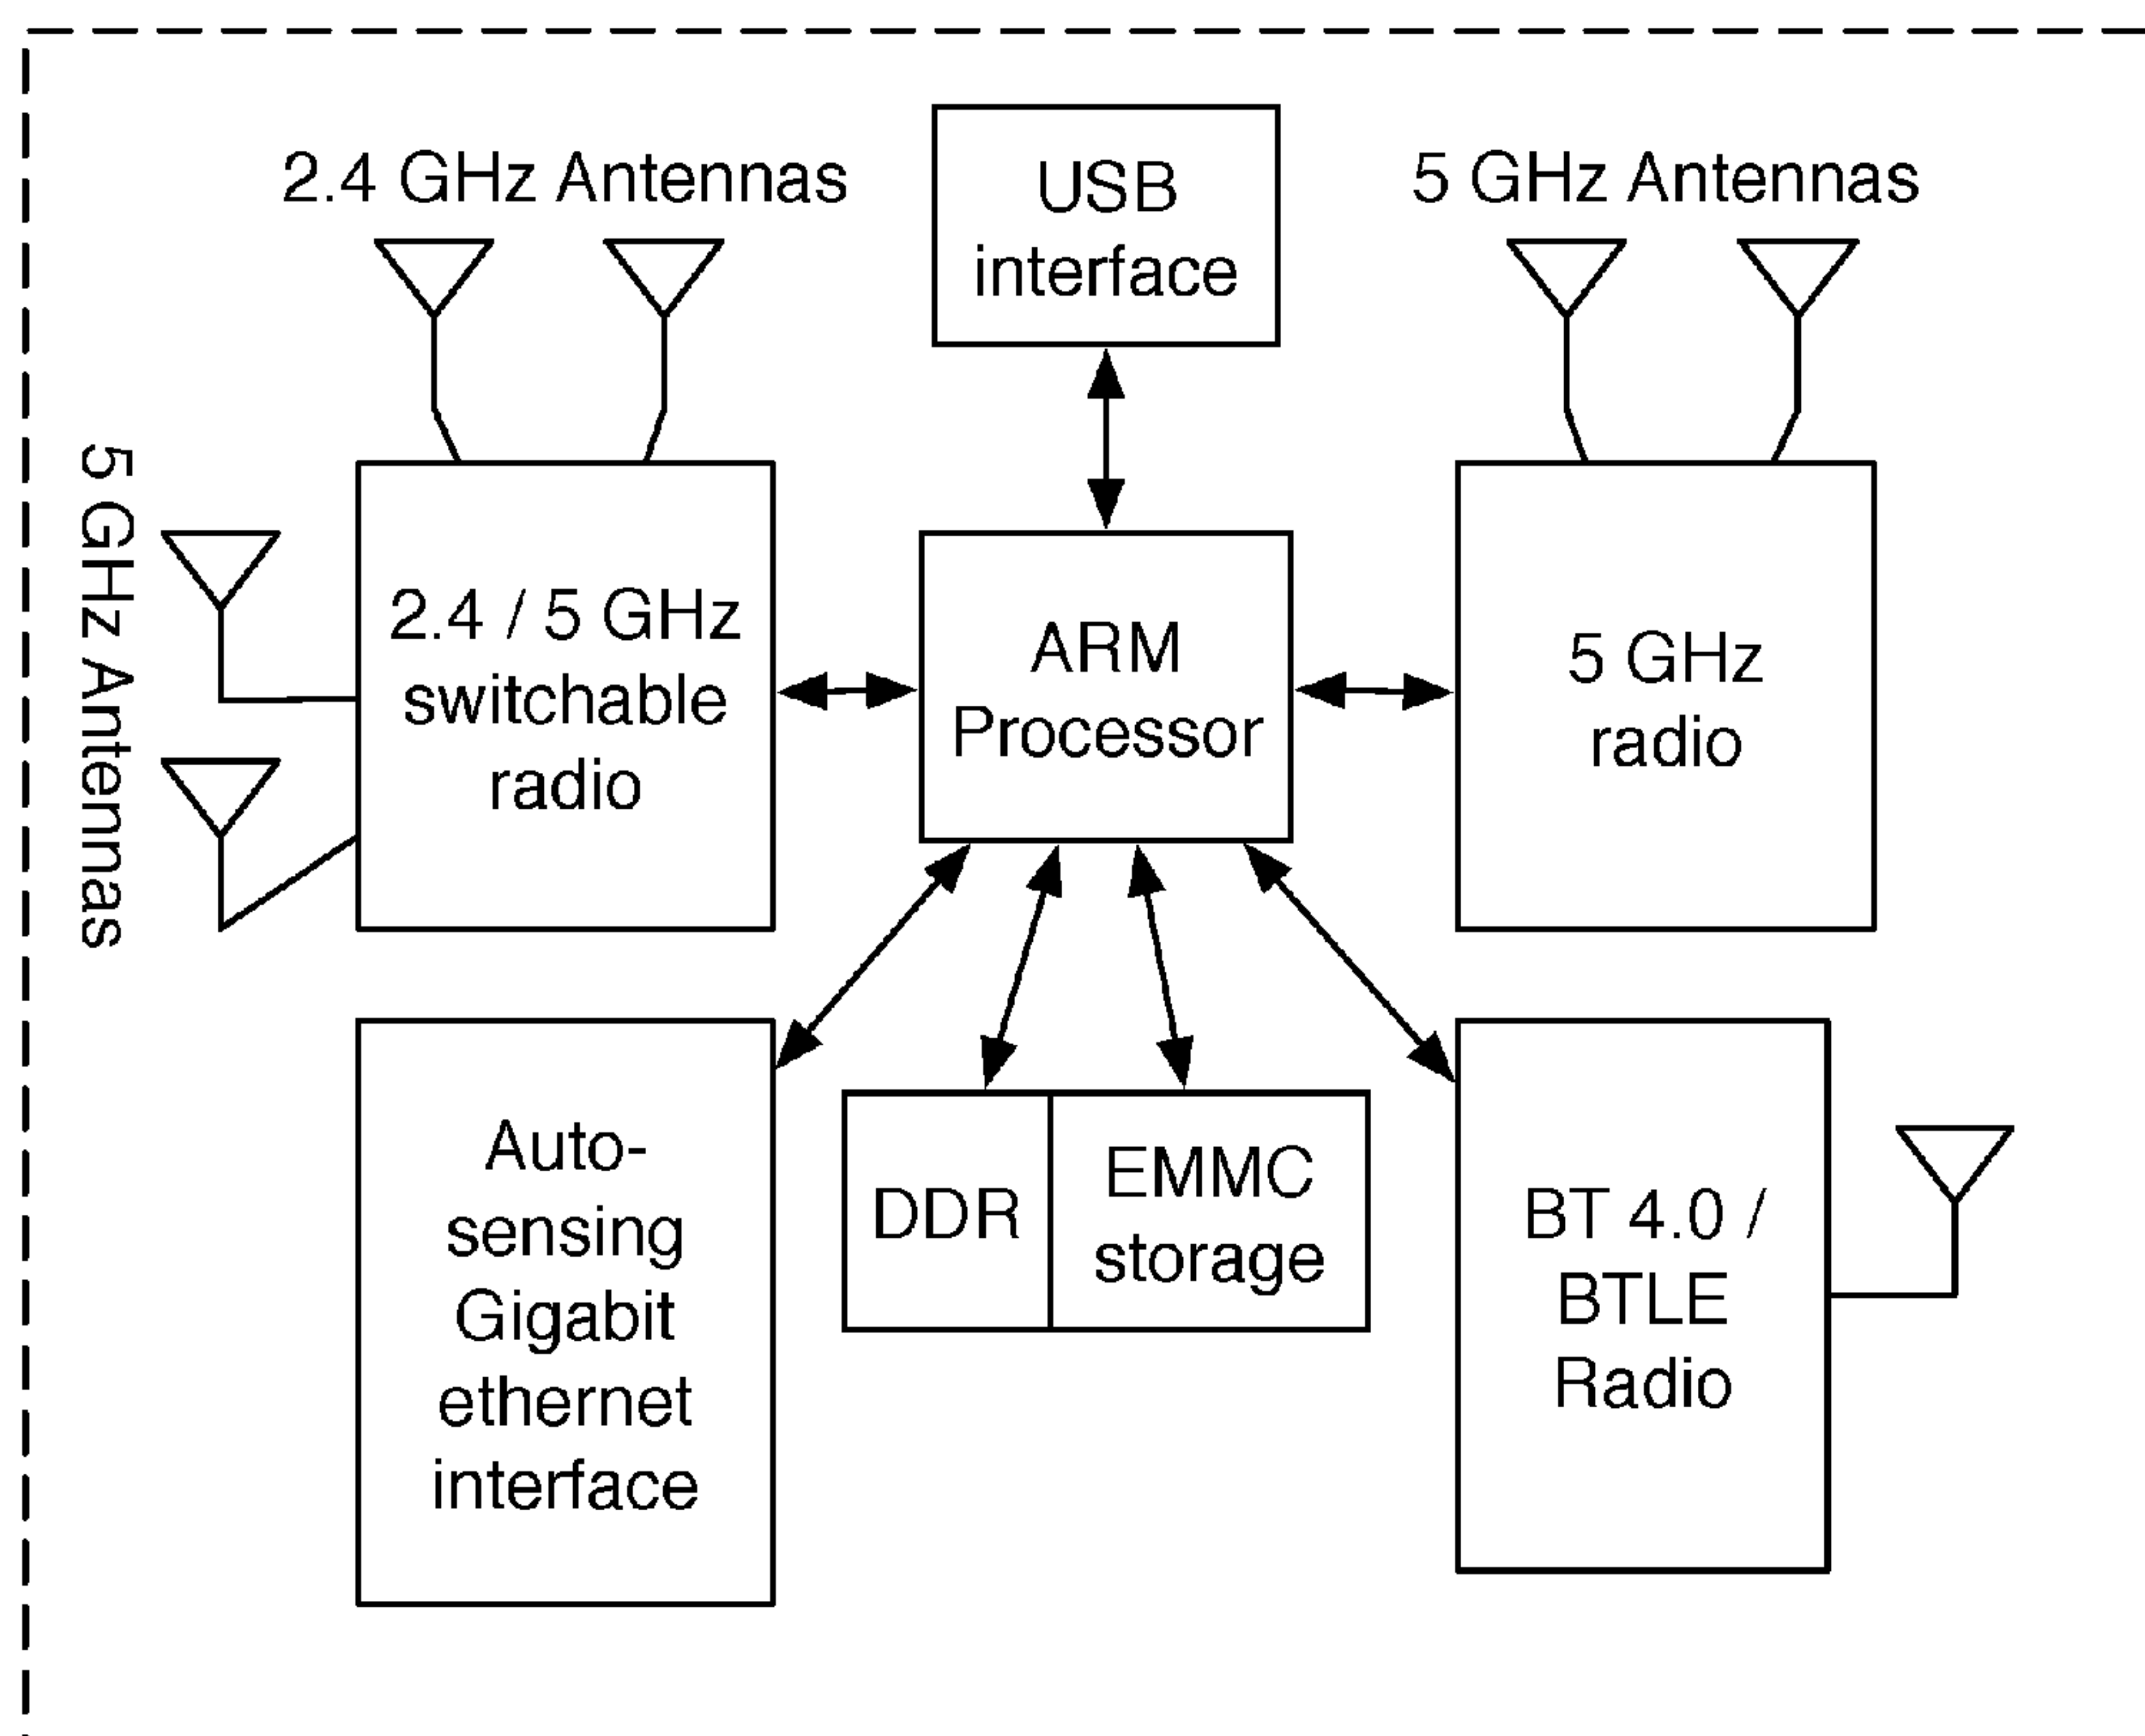 2.4 GHz Antennas
USB
interface
5 GHz Antennas
5 GHz Antennas
2.4 / 5 GHz
switchable
radio
ARM
Processor
5 GHz
radio
Auto-
sensing
Gigabit
ethernet
interface
DDR
EMMC
storage
BT 4.0 /
BTLE
Radio